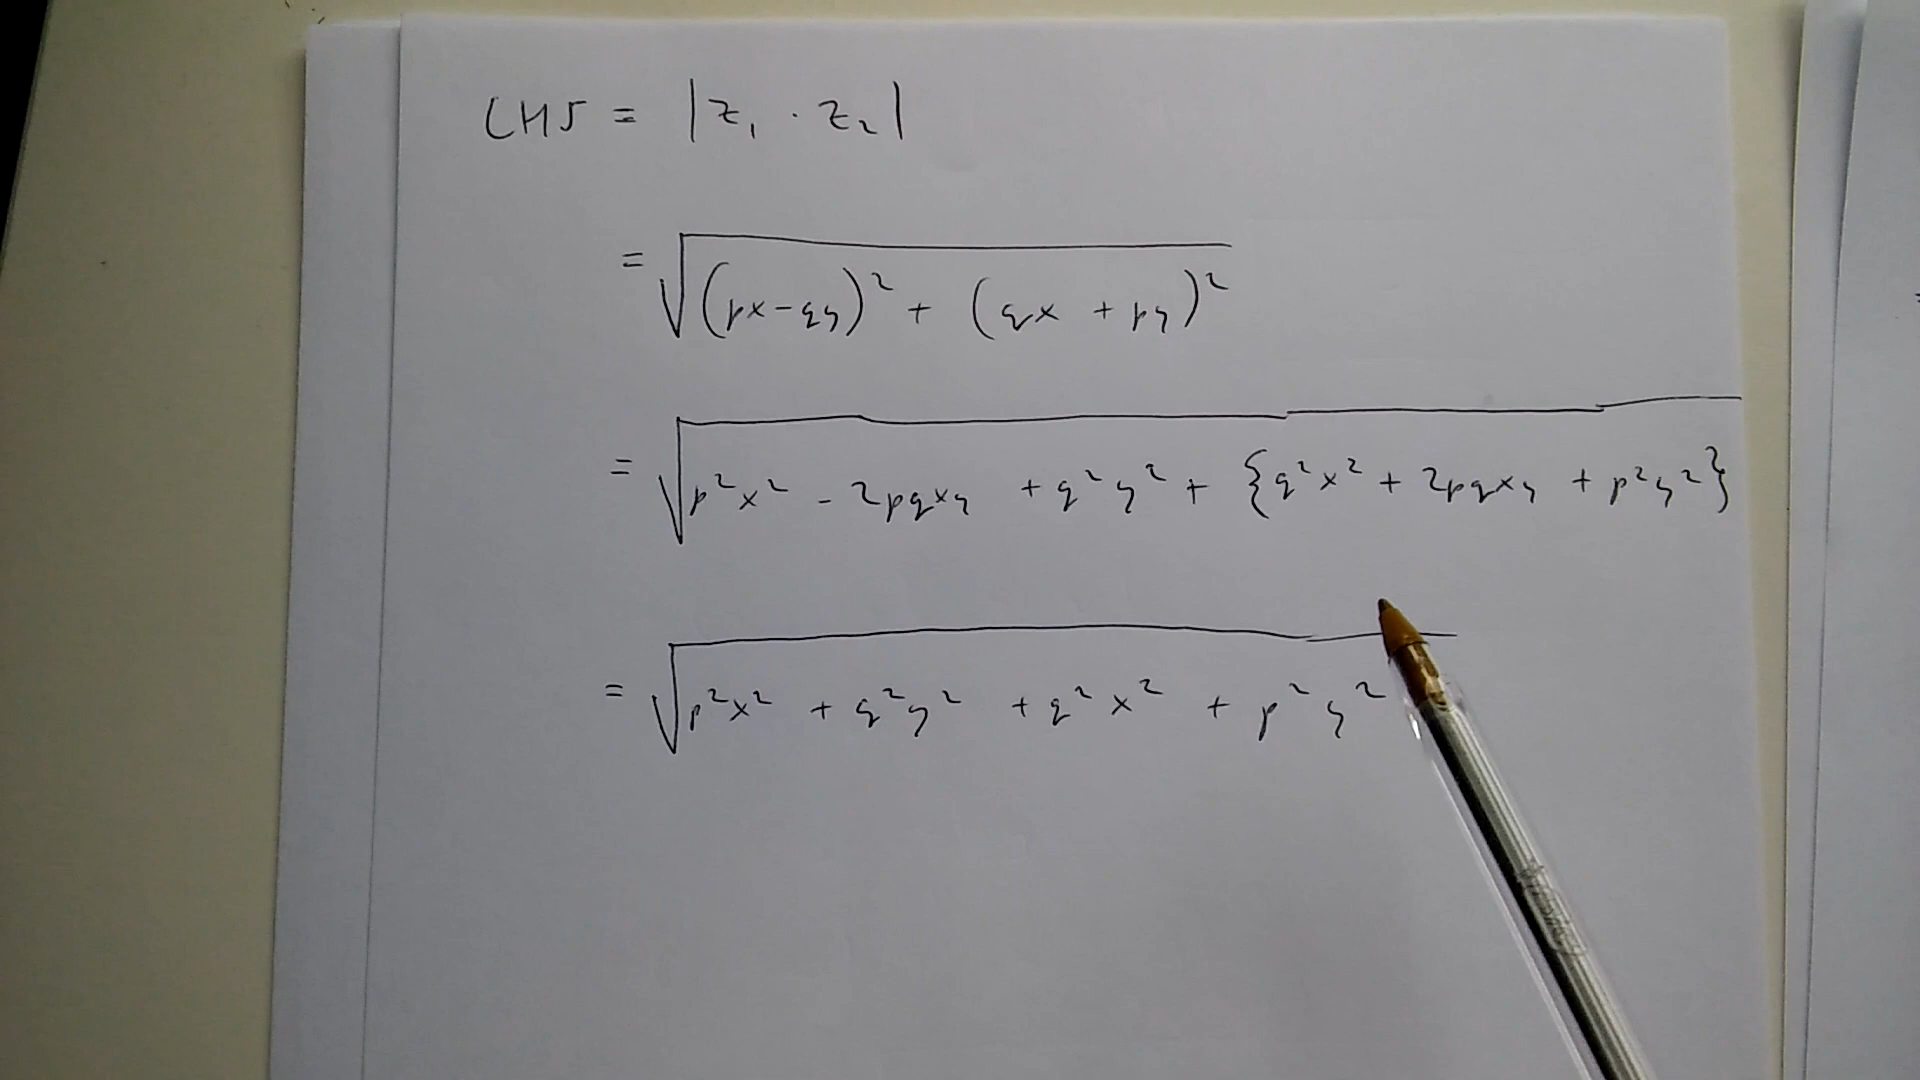 LHS = |z₁ · z₂|
= √((px-qy)² + (qx + py)²)
= √(p²x² - 2pqxy + q²y² + {q²x² + 2pqxy + p²y²})
= √(p²x² + q²y² + q²x² + p²y²)